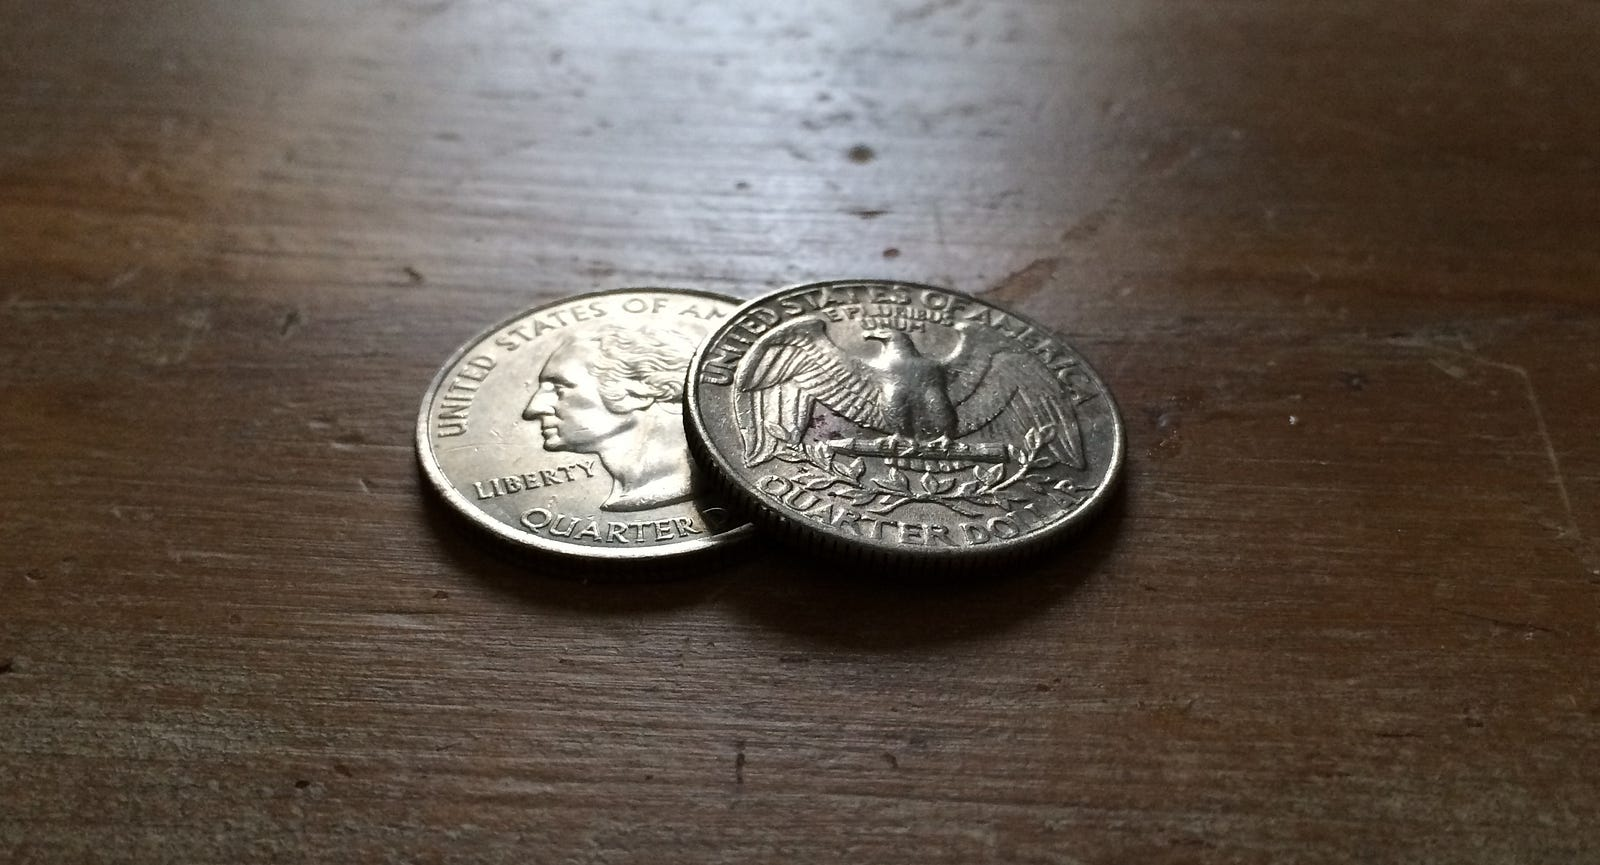 UNITED STATES OF AM
LIBERTY
QUARTER D
UNITED STATES OF AMERICA
E PLURIBUS
UNUM
QUARTER DOLLAR